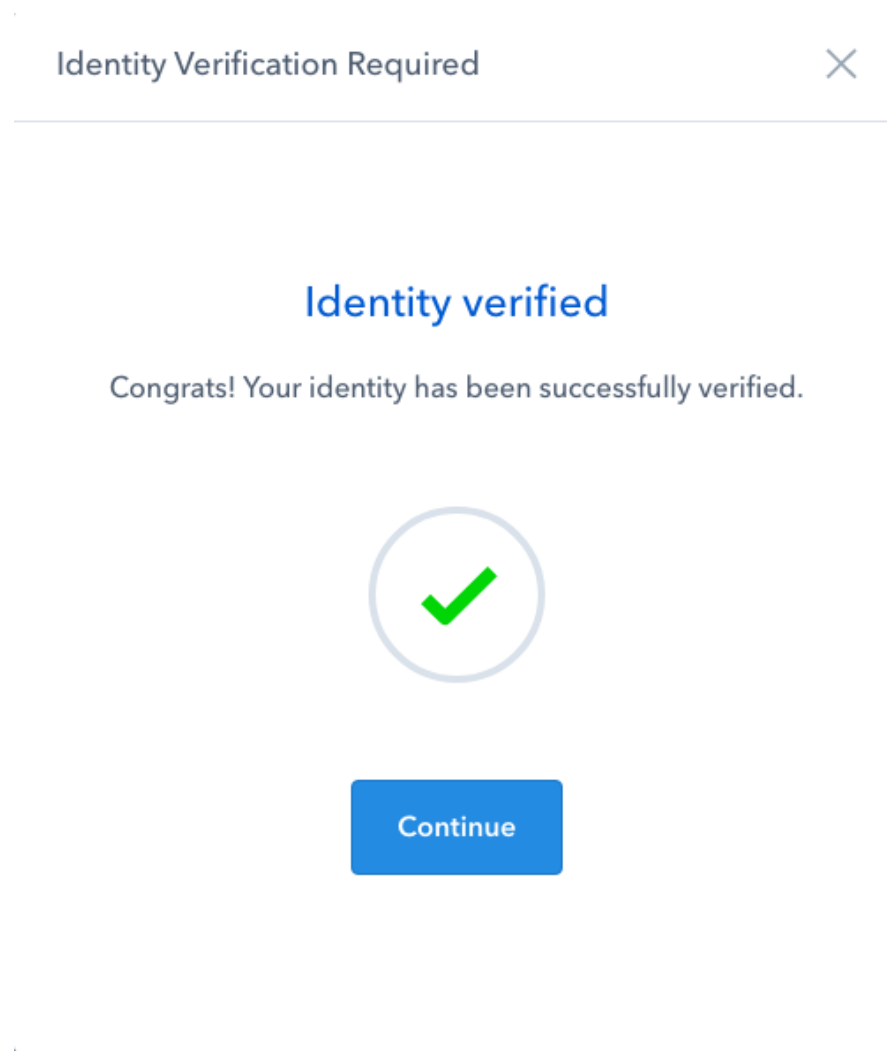 Identity Verification Required
Identity verified
Congrats! Your identity has been successfully verified.
Continue